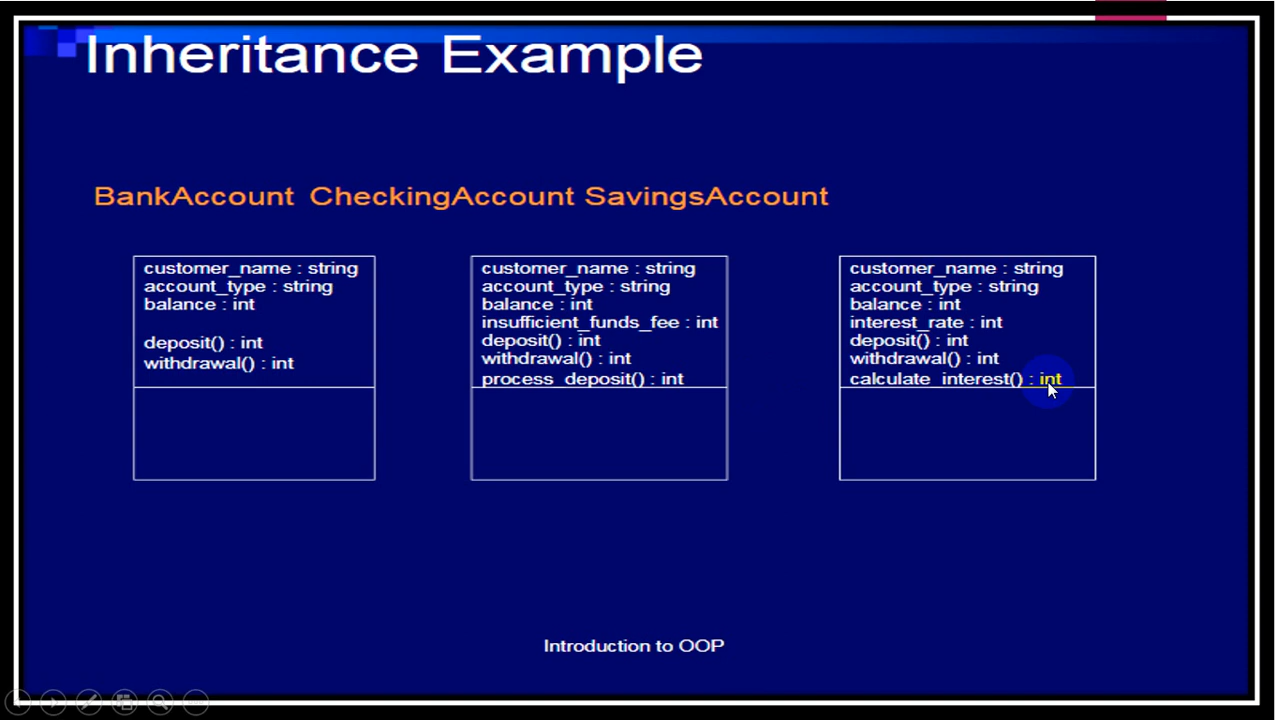 Inheritance Example
BankAccount CheckingAccount SavingsAccount
customer_name : string
account_type : string
balance : int
deposit() : int
withdrawal() : int
customer_name : string
account_type : string
balance : int
insufficient_funds_fee : int
deposit() : int
withdrawal() : int
process_deposit() : int
customer_name : string
account_type : string
balance : int
interest_rate : int
deposit() : int
withdrawal() : int
calculate_interest() : int
Introduction to OOP